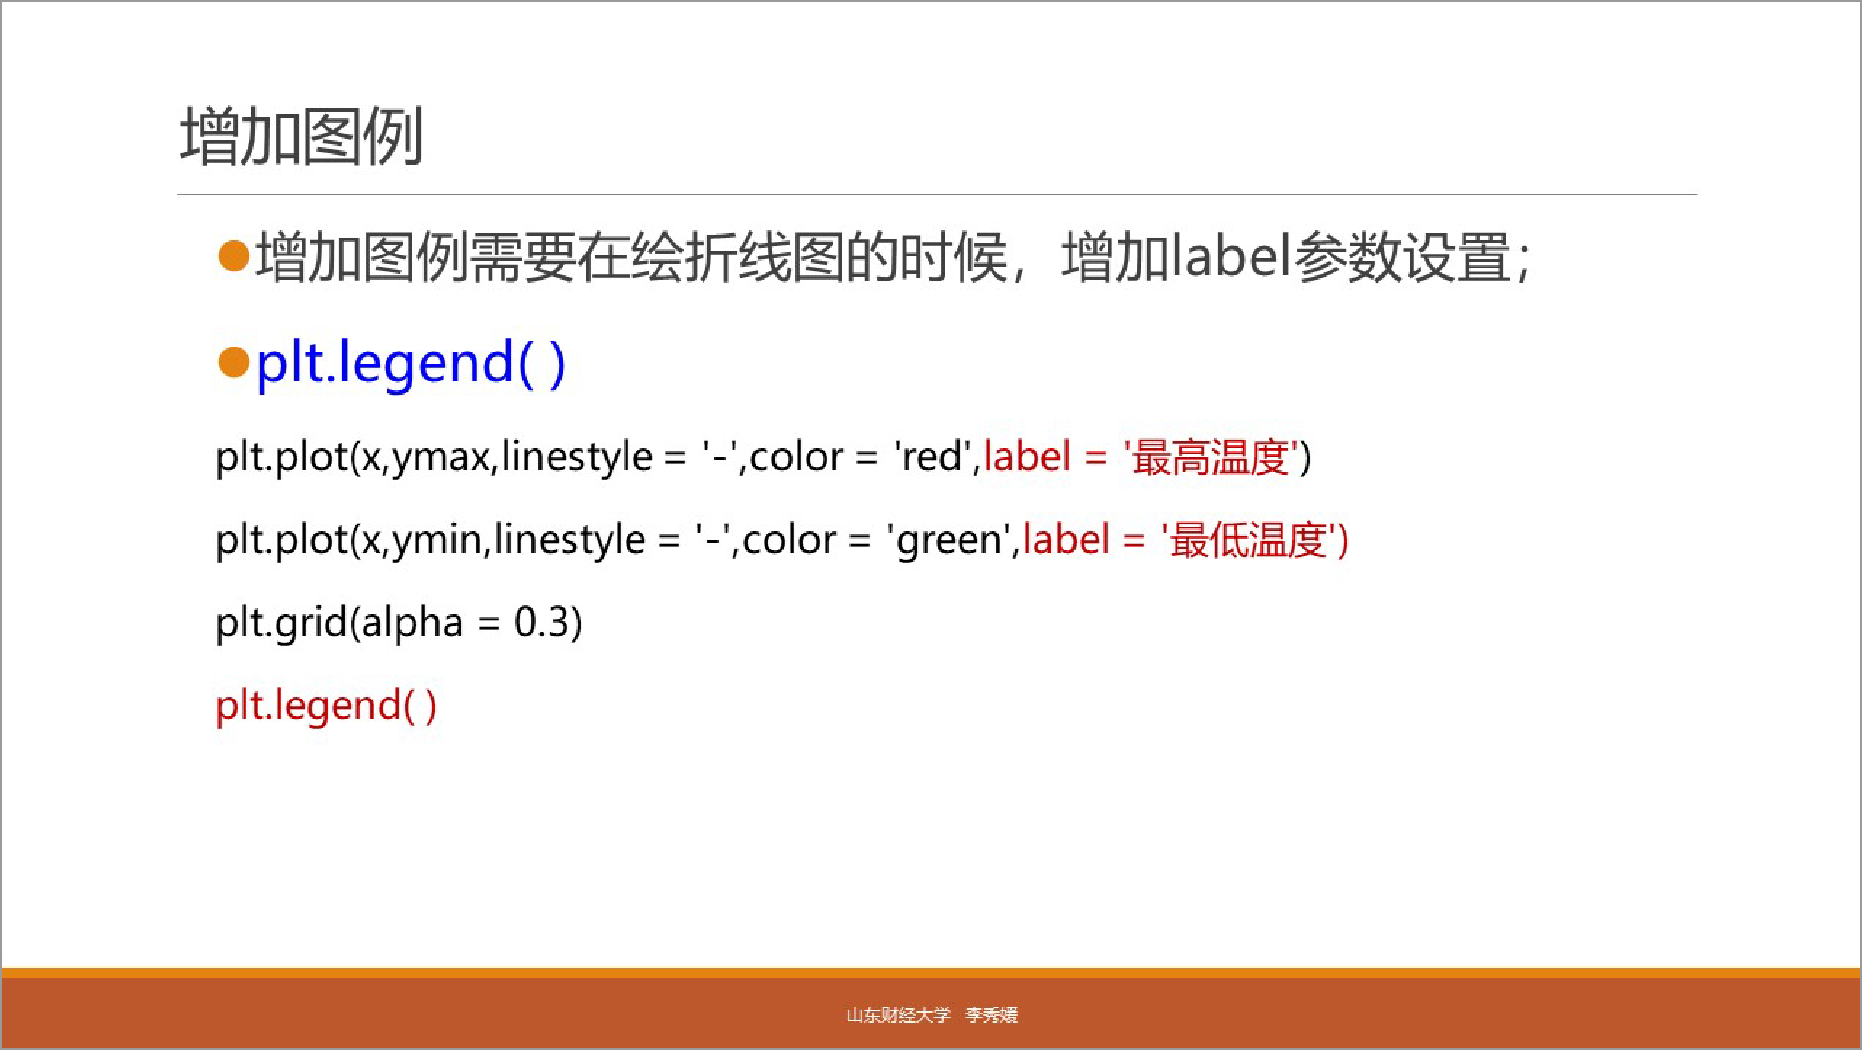 增加图例
增加图例需要在绘折线图的时候，增加label参数设置；
plt.legend( )
plt.plot(x,ymax,linestyle = '-',color = 'red',label = '最高温度')
plt.plot(x,ymin,linestyle = '-',color = 'green',label = '最低温度')
plt.grid(alpha = 0.3)
plt.legend( )
山东财经大学 李秀媛